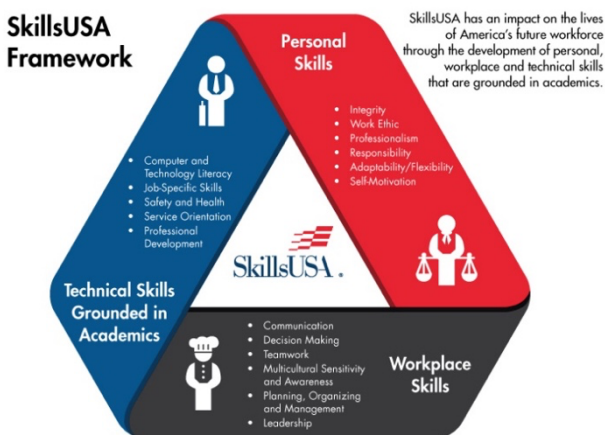 SkillsUSA
Framework
SkillsUSA has an impact on the lives
of America's future workforce
through the development of personal,
workplace and technical skills
that are grounded in academics.
Personal
Skills
• Integrity
• Work Ethic
• Professionalism
• Responsibility
• Adaptability/Flexibility
• Self-Motivation
• Computer and
Technology Literacy
• Job-Specific Skills
• Safety and Health
• Service Orientation
• Professional
Development
Technical Skills
Grounded in
Academics
SkillsUSA.
• Communication
• Decision Making
• Teamwork
• Multicultural Sensitivity
and Awareness
• Planning, Organizing
and Management
• Leadership
Workplace
Skills